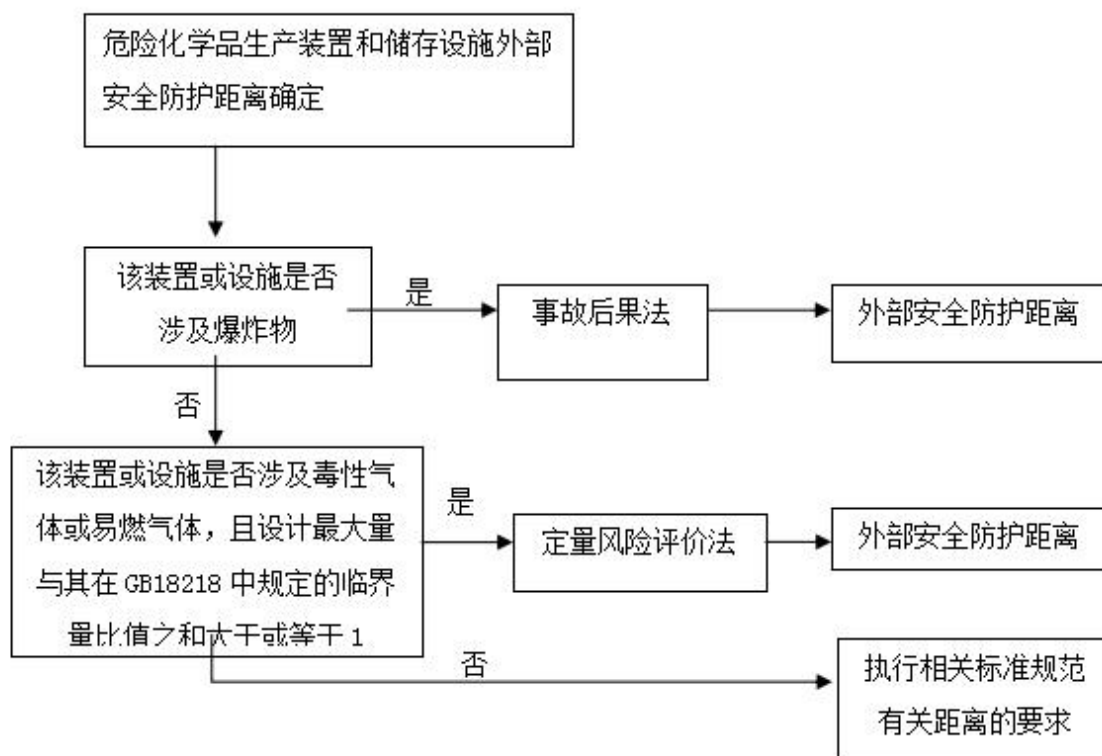 危险化学品生产装置和储存设施外部
安全防护距离确定
该装置或设施是否
涉及爆炸物
是
事故后果法
外部安全防护距离
否
该装置或设施是否涉及毒性气
体或易燃气体，且设计最大量
与其在GB18218中规定的临界
量比值之和大于或等于1
是
定量风险评价法
外部安全防护距离
否
执行相关标准规范
有关距离的要求